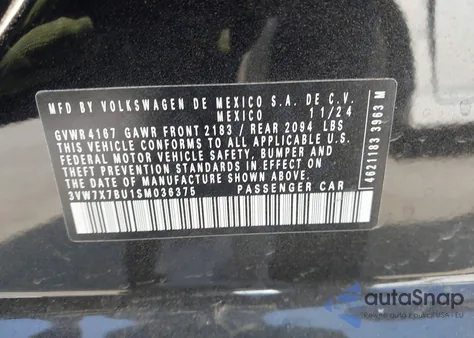 MFD BY VOLKSWAGEN DE MEXICO S.A. DE C.V.
MEXICO 11/24
GVWR4167 GAWR FRONT 2183 / REAR 2094 LBS
THIS VEHICLE CONFORMS TO ALL APPLICABLE U.S.
FEDERAL MOTOR VEHICLE SAFETY, BUMPER AND
THEFT PREVENTION STANDARDS IN EFFECT ON THE
DATE OF MANUFACTURE SHOWN ABOVE.
3VW7X7BU1SM036375 PASSENGER CAR
4621183 3963 M
autoSnap